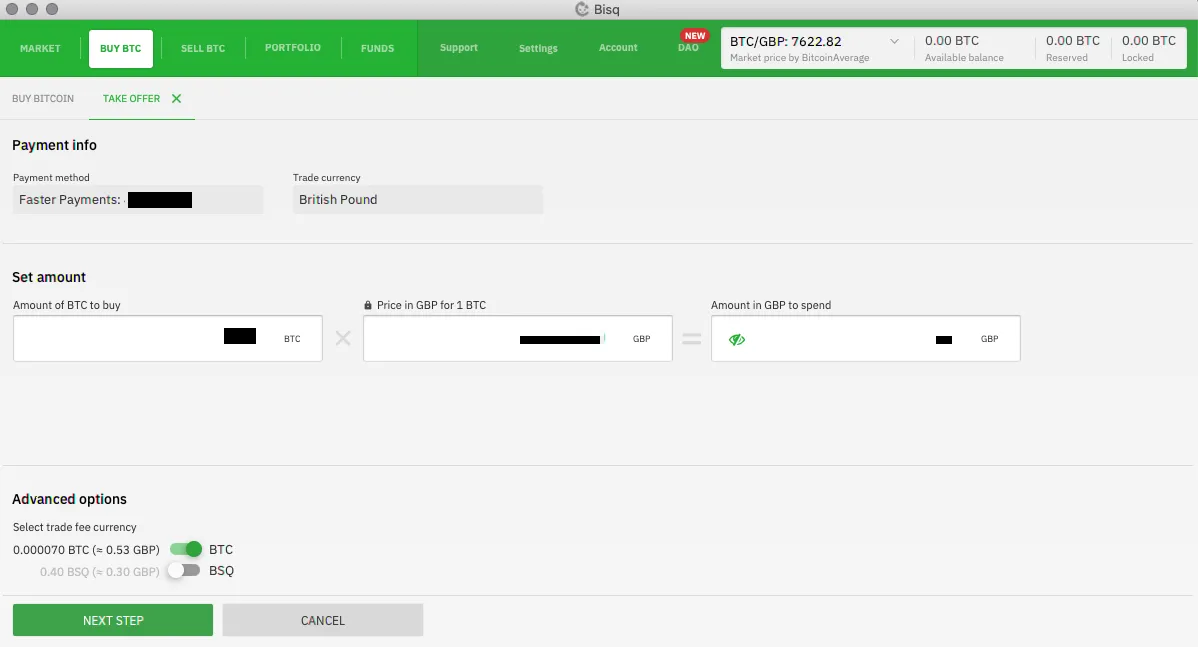 Bisq
MARKET BUY BTC SELL BTC PORTFOLIO FUNDS Support Settings Account DAO NEW
BTC/GBP: 7622.82 0.00 BTC 0.00 BTC 0.00 BTC
Market price by BitcoinAverage Available balance Reserved Locked
BUY BITCOIN TAKE OFFER
Payment info
Payment method Trade currency
Faster Payments: British Pound
Set amount
Amount of BTC to buy Price in GBP for 1 BTC Amount in GBP to spend
BTC GBP GBP
Advanced options
Select trade fee currency
0.000070 BTC (≈ 0.53 GBP) BTC
0.40 BSQ (≈ 0.30 GBP) BSQ
NEXT STEP CANCEL